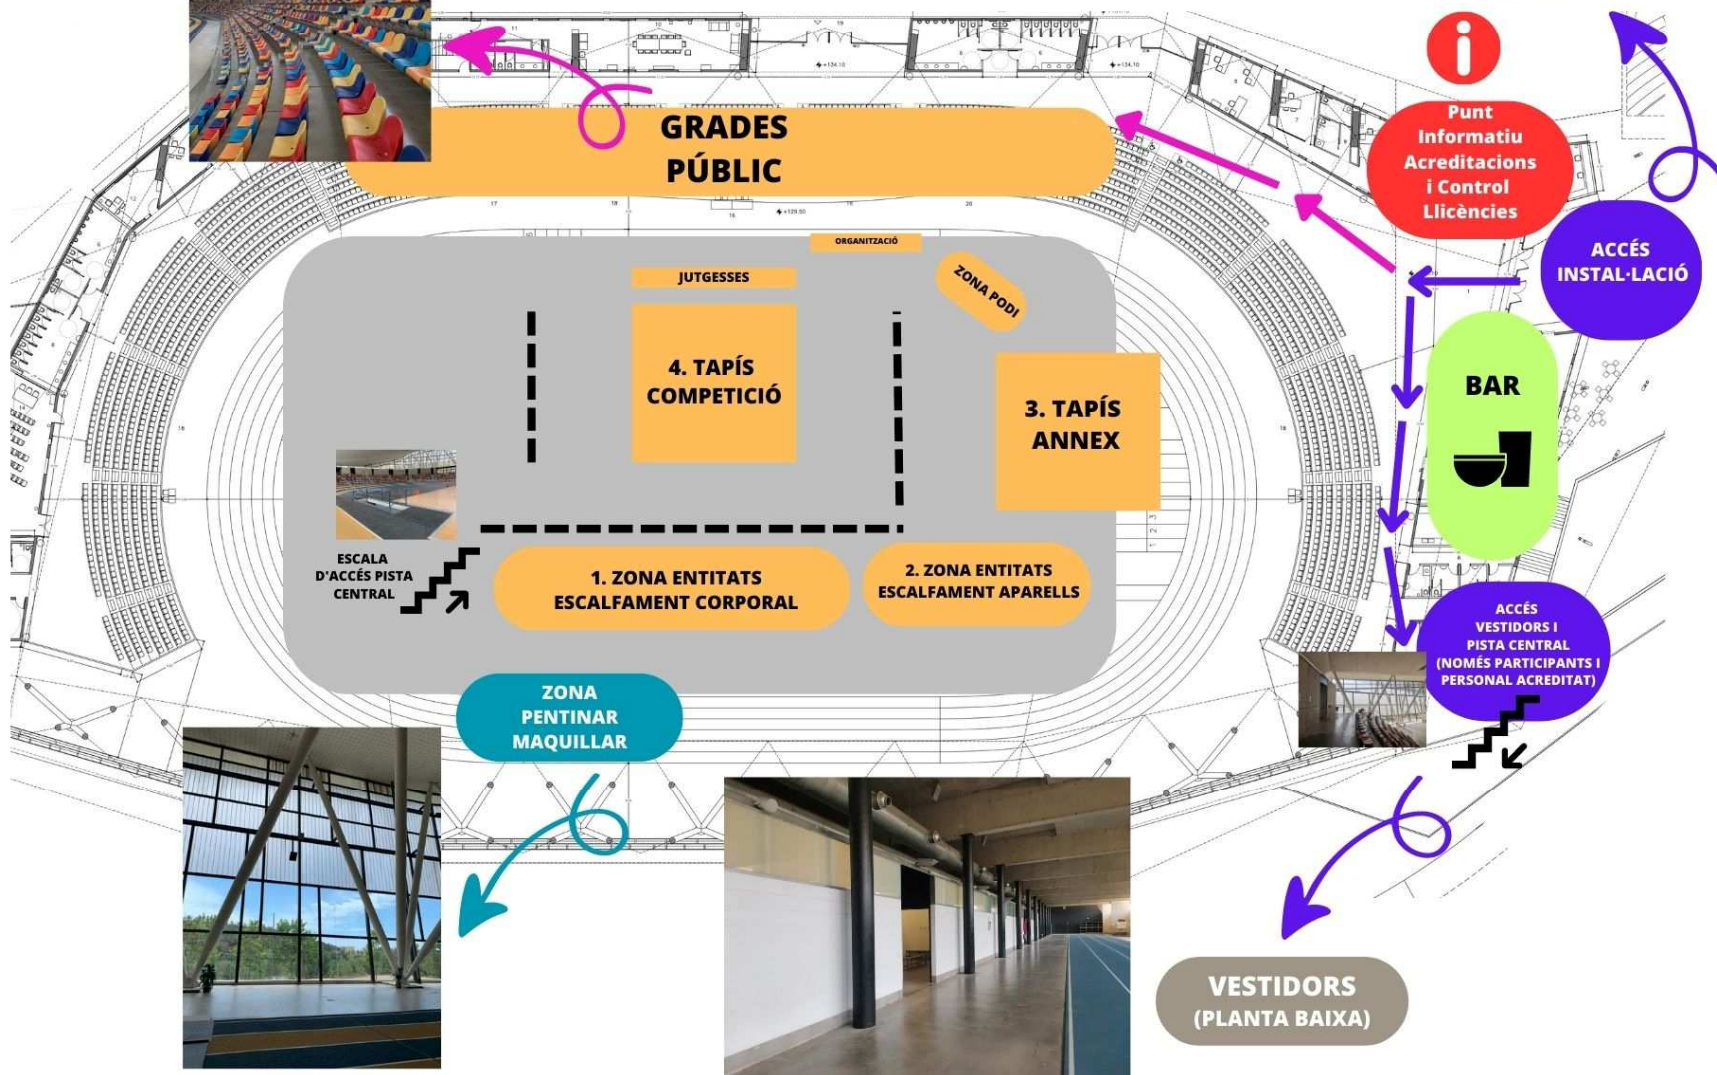 GRADES
PÚBLIC
Punt
Informatiu
Acreditacions
i Control
Llicències
ACCÉS
INSTAL·LACIÓ
ORGANITZACIÓ
JUTGESSES
ZONA PODI
4. TAPÍS
COMPETICIÓ
3. TAPÍS
ANNEX
BAR
ESCALA
D'ACCÉS PISTA
CENTRAL
1. ZONA ENTITATS
ESCALFAMENT CORPORAL
2. ZONA ENTITATS
ESCALFAMENT APARELLS
ACCÉS
VESTIDORS I
PISTA CENTRAL
(NOMÉS PARTICIPANTS I
PERSONAL ACREDITAT)
ZONA
PENTINAR
MAQUILLAR
VESTIDORS
(PLANTA BAIXA)